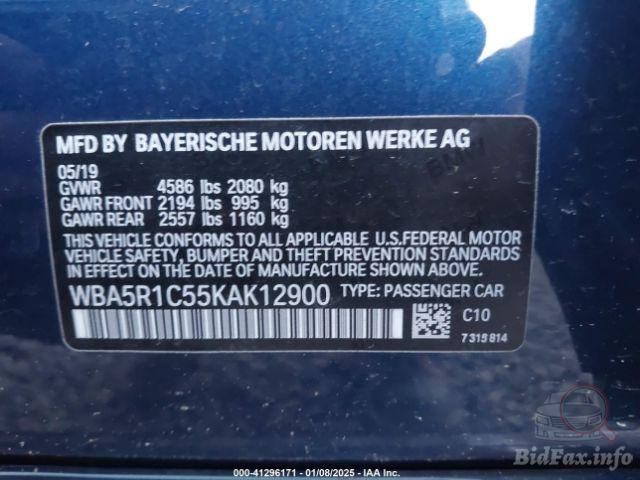 MFD BY BAYERISCHE MOTOREN WERKE AG
05/19
GVWR 4586 lbs 2080 kg
GAWR FRONT 2194 lbs 995 kg
GAWR REAR 2557 lbs 1160 kg
THIS VEHICLE CONFORMS TO ALL APPLICABLE U.S.FEDERAL MOTOR
VEHICLE SAFETY, BUMPER AND THEFT PREVENTION STANDARDS IN
EFFECT ON THE DATE OF MANUFACTURE SHOWN ABOVE.
WBA5R1C55KAK12900 TYPE: PASSENGER CAR
C10
7315814
BidFax.info
000-41296171 - 01/08/2025 - IAA Inc.